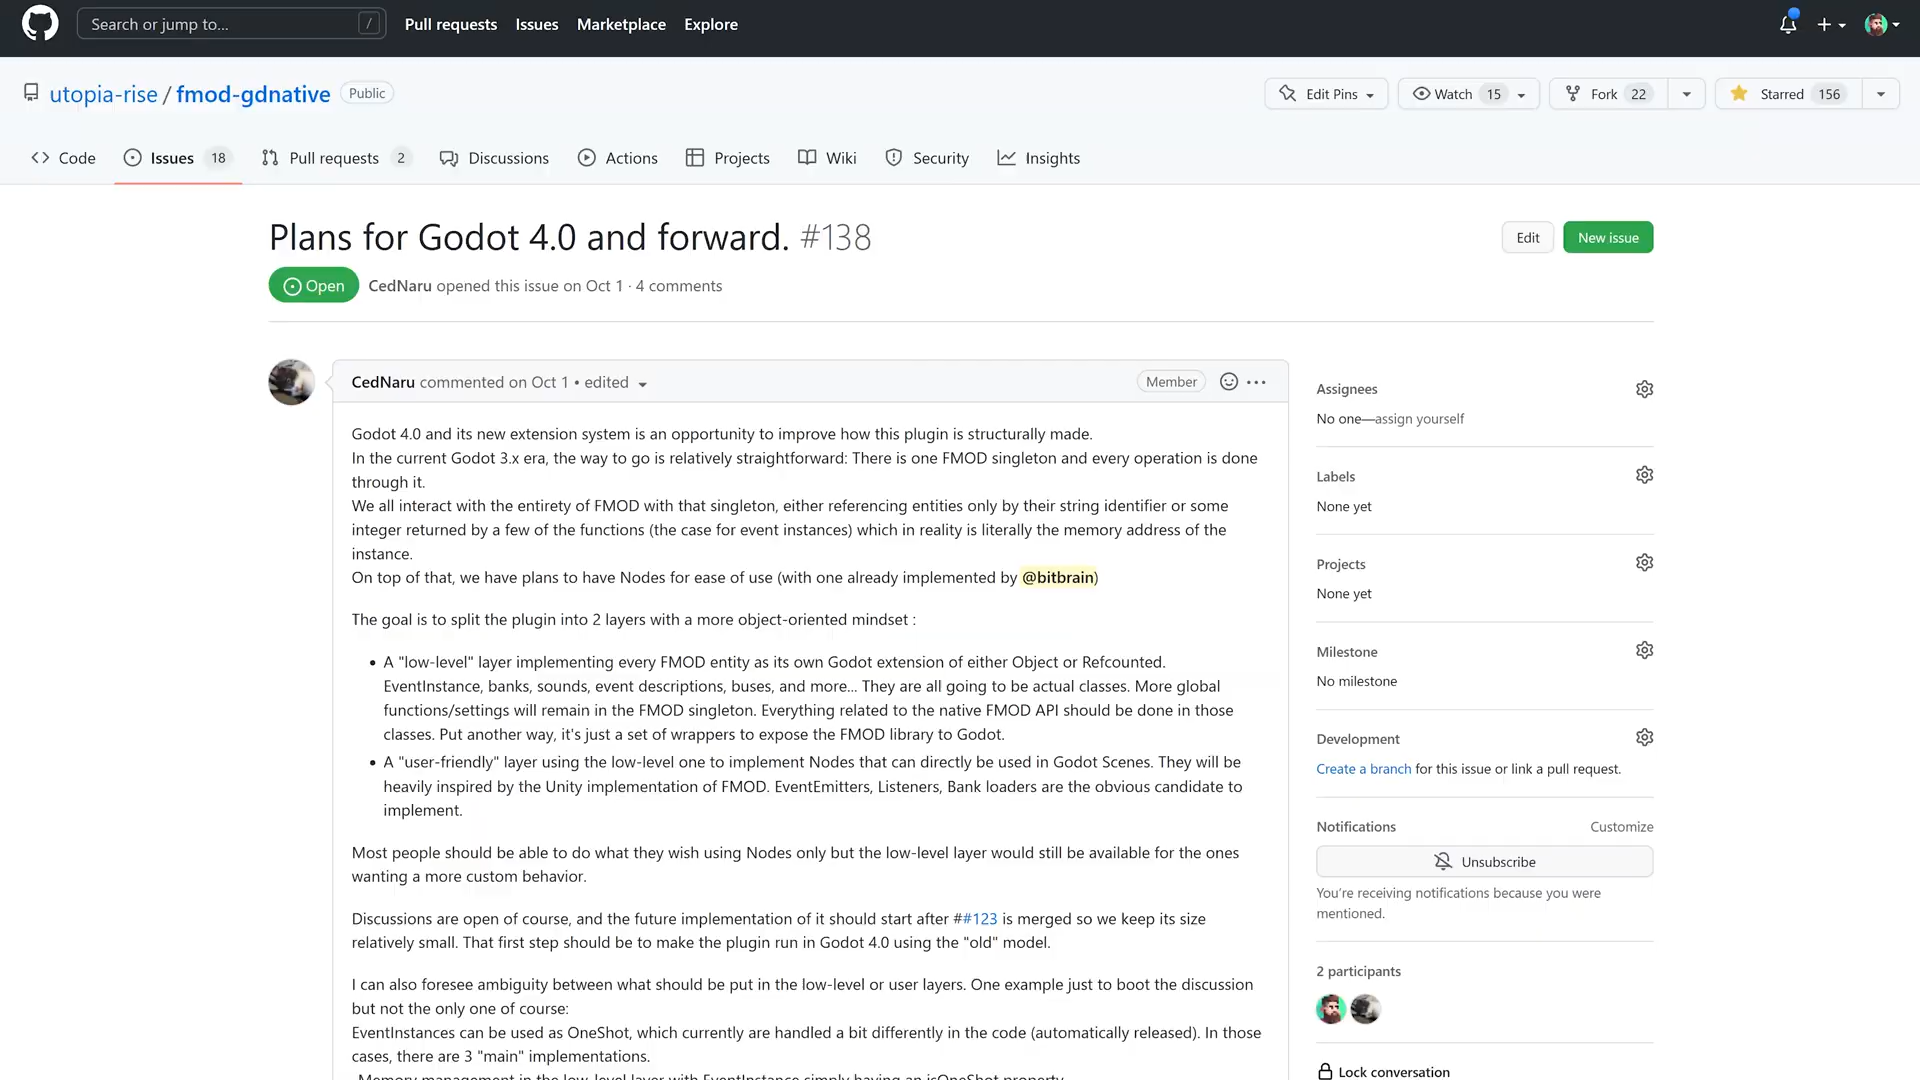 Search or jump to... /
Pull requests Issues Marketplace Explore
utopia-rise / fmod-gdnative Public
Edit Pins Watch 15 Fork 22 Starred 156
Code Issues 18 Pull requests 2 Discussions Actions Projects Wiki Security Insights
Plans for Godot 4.0 and forward. #138
Edit New issue
Open CedNaru opened this issue on Oct 1 · 4 comments
CedNaru commented on Oct 1 • edited
Member
Godot 4.0 and its new extension system is an opportunity to improve how this plugin is structurally made.
In the current Godot 3.x era, the way to go is relatively straightforward: There is one FMOD singleton and every operation is done
through it.
We all interact with the entirety of FMOD with that singleton, either referencing entities only by their string identifier or some
integer returned by a few of the functions (the case for event instances) which in reality is literally the memory address of the
instance.
On top of that, we have plans to have Nodes for ease of use (with one already implemented by @bitbrain)
The goal is to split the plugin into 2 layers with a more object-oriented mindset :
• A "low-level" layer implementing every FMOD entity as its own Godot extension of either Object or Refcounted.
EventInstance, banks, sounds, event descriptions, buses, and more... They are all going to be actual classes. More global
functions/settings will remain in the FMOD singleton. Everything related to the native FMOD API should be done in those
classes. Put another way, it's just a set of wrappers to expose the FMOD library to Godot.
• A "user-friendly" layer using the low-level one to implement Nodes that can directly be used in Godot Scenes. They will be
heavily inspired by the Unity implementation of FMOD. EventEmitters, Listeners, Bank loaders are the obvious candidate to
implement.
Most people should be able to do what they wish using Nodes only but the low-level layer would still be available for the ones
wanting a more custom behavior.
Discussions are open of course, and the future implementation of it should start after ##123 is merged so we keep its size
relatively small. That first step should be to make the plugin run in Godot 4.0 using the "old" model.
I can also foresee ambiguity between what should be put in the low-level or user layers. One example just to boot the discussion
but not the only one of course:
EventInstances can be used as OneShot, which currently are handled a bit differently in the code (automatically released). In those
cases, there are 3 "main" implementations.
-Memory management in the low-level layer with EventInstance simply having an isOneShot property
Assignees
No one—assign yourself
Labels
None yet
Projects
None yet
Milestone
No milestone
Development
Create a branch for this issue or link a pull request.
Notifications Customize
Unsubscribe
You're receiving notifications because you were
mentioned.
2 participants
Lock conversation